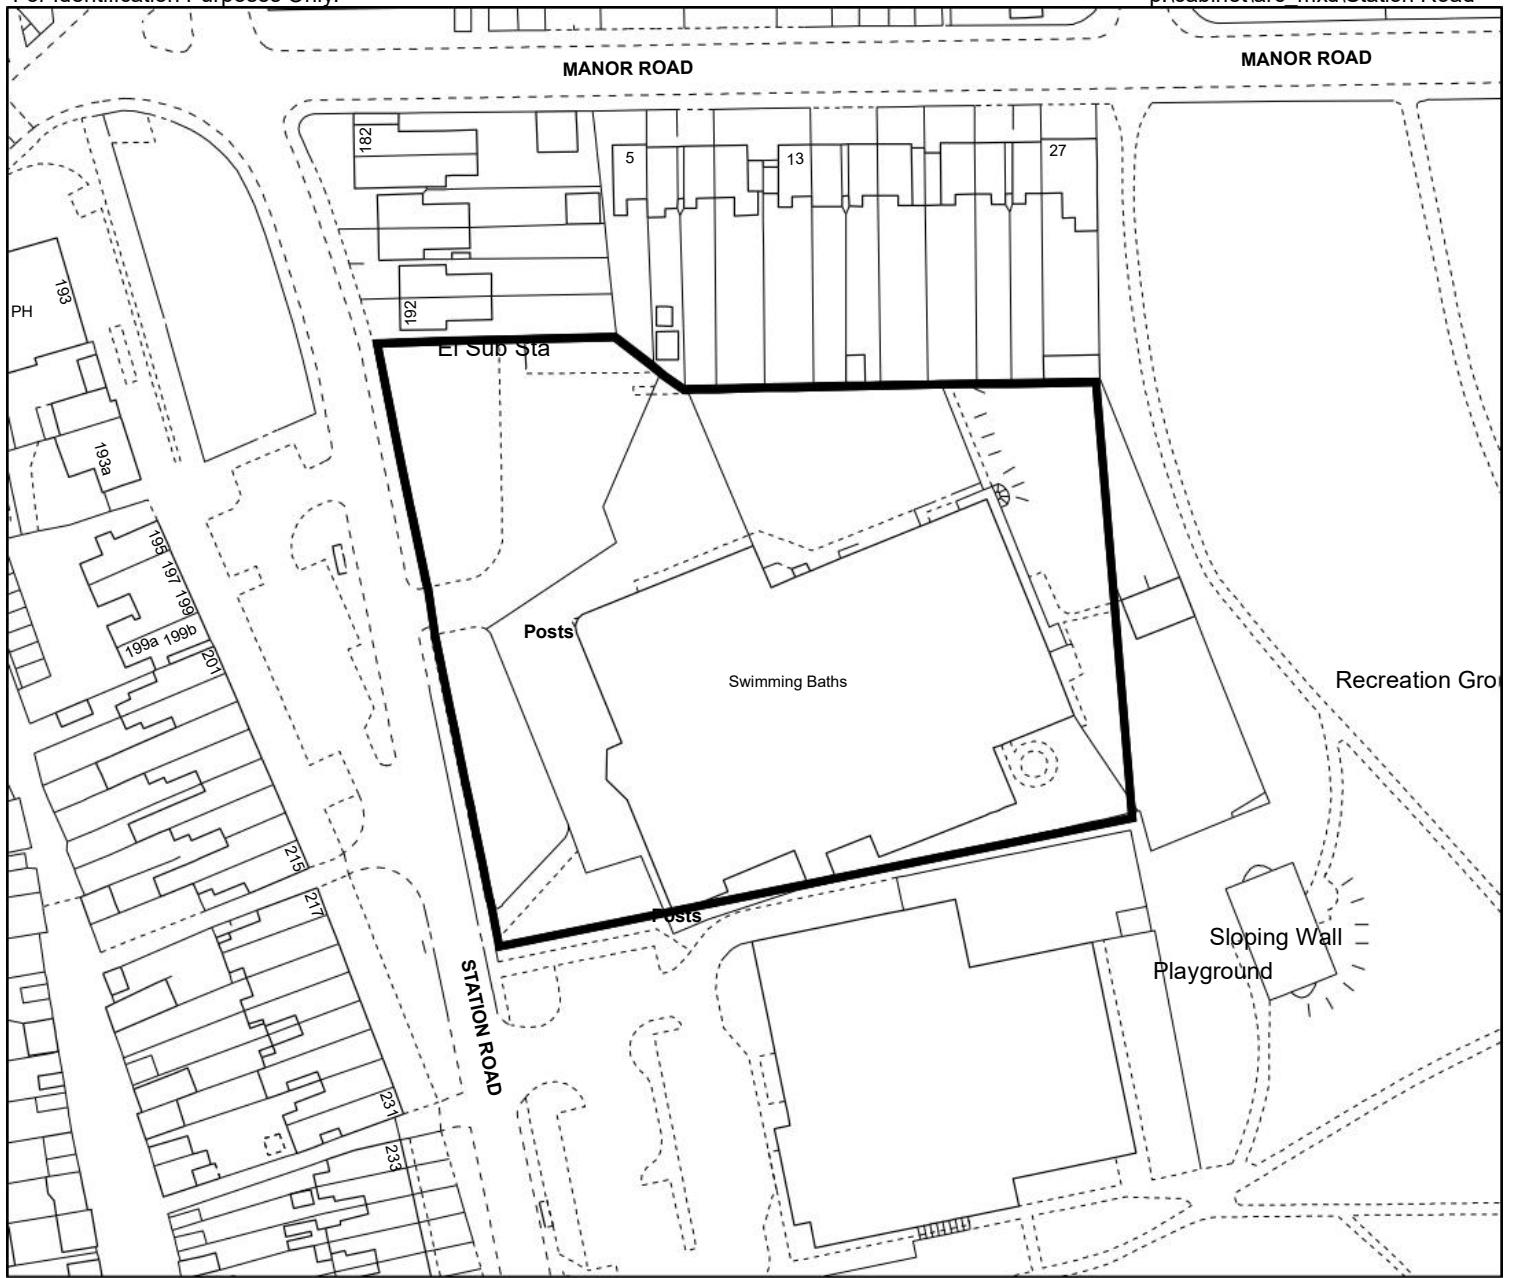 MANOR ROAD
MANOR ROAD
182
5
13
27
193
PH
192
El Sub Sta
193a
195
197
199
199a 199b
201
Posts
Swimming Baths
Recreation Gro
215
217
Posts
Sloping Wall
Playground
STATION ROAD
231
233